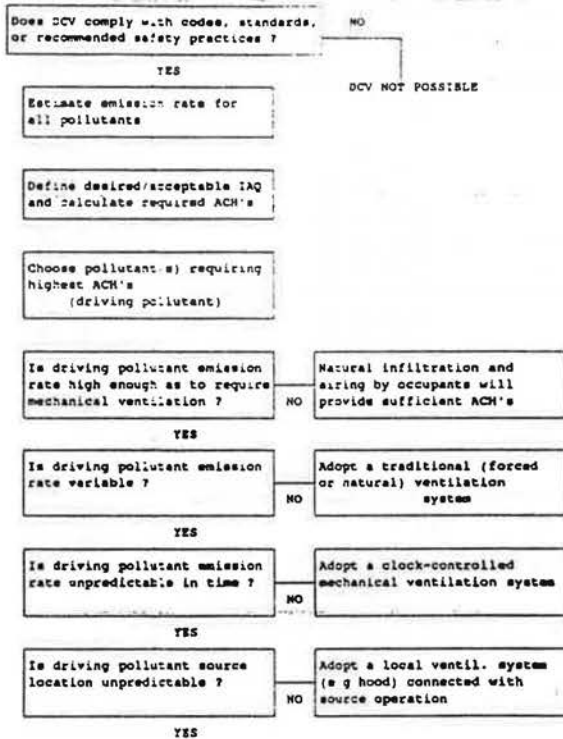 Does DCV comply with codes, standards, NO
or recommended safety practices ?
YES
DCV NOT POSSIBLE
Estimate emission rate for
all pollutants
Define desired/acceptable IAQ
and calculate required ACH's
Choose pollutant(s) requiring
highest ACH's
(driving pollutant)
Is driving pollutant emission
rate high enough as to require
mechanical ventilation ?
NO
Natural infiltration and
airing by occupants will
provide sufficient ACH's
YES
Is driving pollutant emission
rate variable ?
NO
Adopt a traditional (forced
or natural) ventilation
system
YES
Is driving pollutant emission
rate unpredictable in time ?
NO
Adopt a clock-controlled
mechanical ventilation system
YES
Is driving pollutant source
location unpredictable ?
NO
Adopt a local ventil. system
(e g hood) connected with
source operation
YES